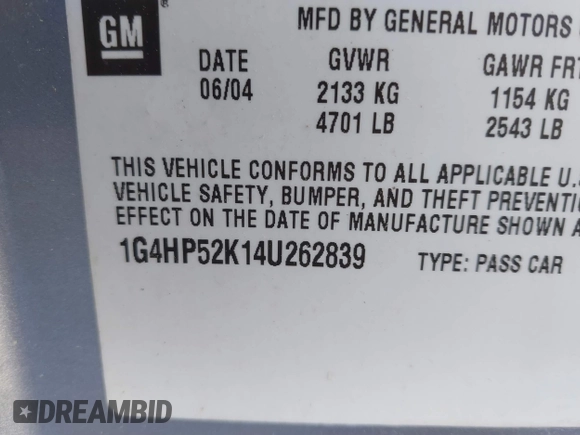 GM
®
MFD BY GENERAL MOTORS
DATE GVWR GAWR FRT
06/04 2133 KG 1154 KG
4701 LB 2543 LB
THIS VEHICLE CONFORMS TO ALL APPLICABLE U.S
VEHICLE SAFETY, BUMPER, AND THEFT PREVENTIO
EFFECT ON THE DATE OF MANUFACTURE SHOWN A
1G4HP52K14U262839 TYPE: PASS CAR
DREAMBID